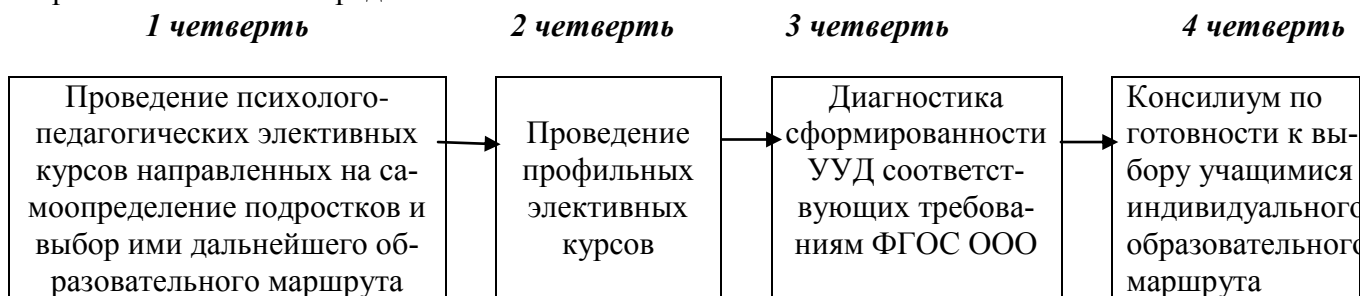 1 четверть
2 четверть
3 четверть
4 четверть
Проведение психолого-
педагогических элективных
курсов направленных на са-
моопределение подростков и
выбор ими дальнейшего об-
разовательного маршрута
Проведение
профильных
элективных
курсов
Диагностика
сформированности
УУД соответст-
вующих требова-
ниям ФГОС ООО
Консилиум по
готовности к вы-
бору учащимися
индивидуального
образовательного
маршрута